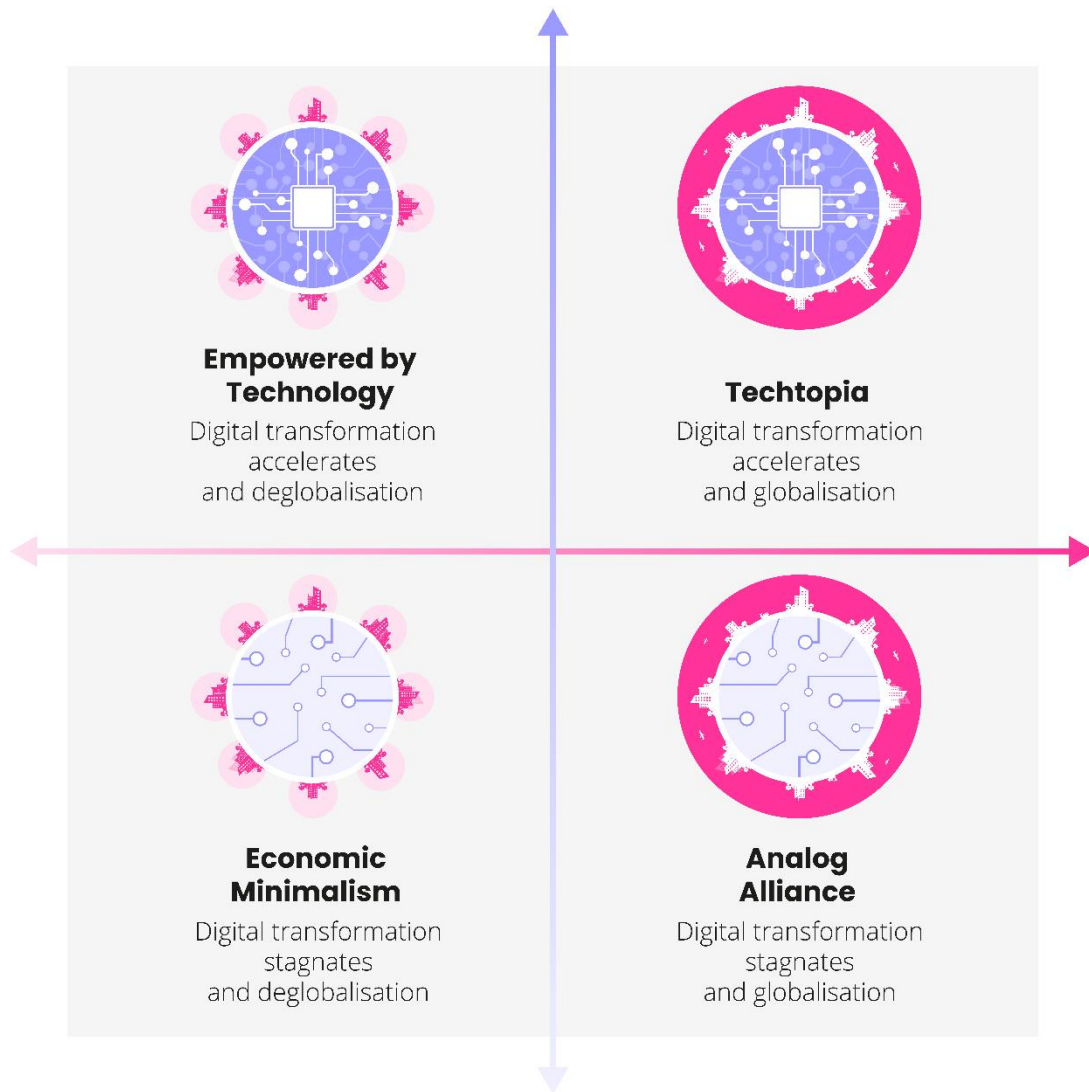 Empowered by
Technology
Digital transformation
accelerates
and deglobalisation
Techtopia
Digital transformation
accelerates
and globalisation
Economic
Minimalism
Digital transformation
stagnates
and deglobalisation
Analog
Alliance
Digital transformation
stagnates
and globalisation